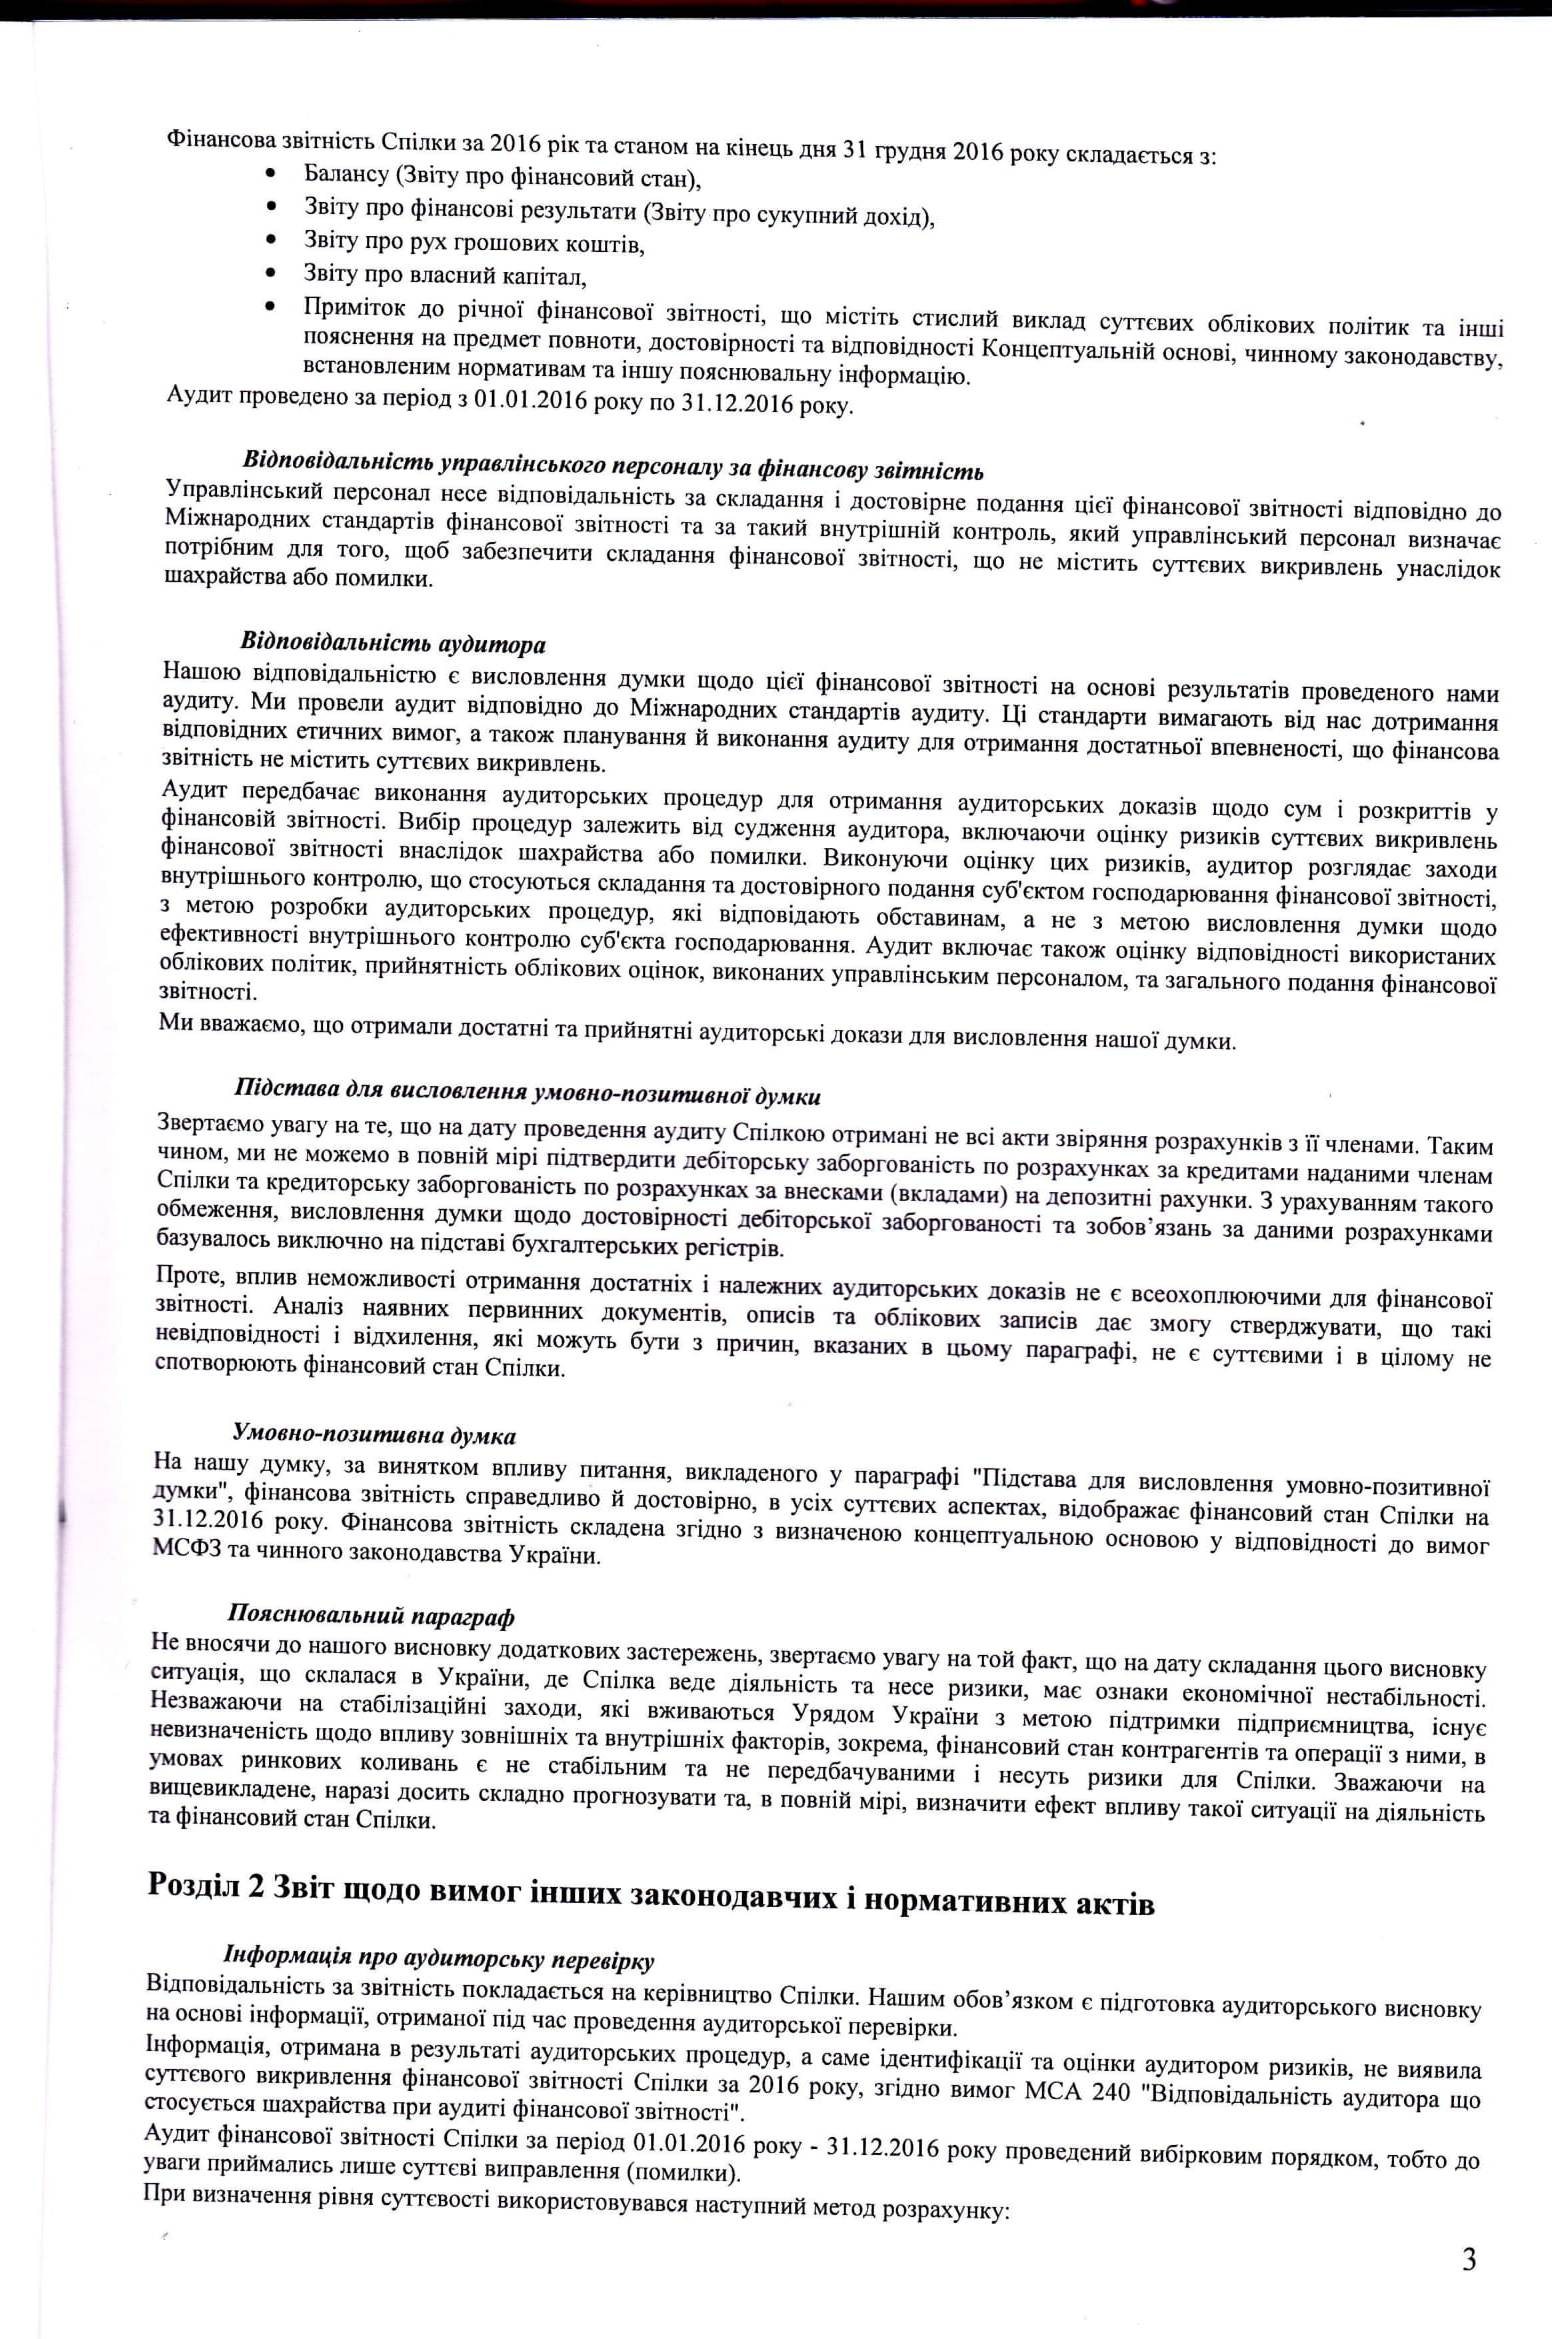 Фінансова звітність Спілки за 2016 рік та станом на кінець дня 31 грудня 2016 року складається з:
• Балансу (Звіту про фінансовий стан),
• Звіту про фінансові результати (Звіту про сукупний дохід),
• Звіту про рух грошових коштів,
• Звіту про власний капітал,
• Приміток до річної фінансової звітності, що містіть стислий виклад суттєвих облікових політик та інші
пояснення на предмет повноти, достовірності та відповідності Концептуальній основі, чинному законодавству,
встановленим нормативам та іншу пояснювальну інформацію.
Аудит проведено за період з 01.01.2016 року по 31.12.2016 року.
Відповідальність управлінського персоналу за фінансову звітність
Управлінський персонал несе відповідальність за складання і достовірне подання цієї фінансової звітності відповідно до
Міжнародних стандартів фінансової звітності та за такий внутрішній контроль, який управлінський персонал визначає
потрібним для того, щоб забезпечити складання фінансової звітності, що не містить суттєвих викривлень унаслідок
шахрайства або помилки.
Відповідальність аудитора
Нашою відповідальністю є висловлення думки щодо цієї фінансової звітності на основі результатів проведеного нами
аудиту. Ми провели аудит відповідно до Міжнародних стандартів аудиту. Ці стандарти вимагають від нас дотримання
відповідних етичних вимог, а також планування й виконання аудиту для отримання достатньої впевненості, що фінансова
звітність не містить суттєвих викривлень.
Аудит передбачає виконання аудиторських процедур для отримання аудиторських доказів щодо сум і розкриттів у
фінансовій звітності. Вибір процедур залежить від судження аудитора, включаючи оцінку ризиків суттєвих викривлень
фінансової звітності внаслідок шахрайства або помилки. Виконуючи оцінку цих ризиків, аудитор розглядає заходи
внутрішнього контролю, що стосуються складання та достовірного подання суб'єктом господарювання фінансової звітності,
з метою розробки аудиторських процедур, які відповідають обставинам, а не з метою висловлення думки щодо
ефективності внутрішнього контролю суб'єкта господарювання. Аудит включає також оцінку відповідності використаних
облікових політик, прийнятність облікових оцінок, виконаних управлінським персоналом, та загального подання фінансової
звітності.
Ми вважаємо, що отримали достатні та прийнятні аудиторські докази для висловлення нашої думки.
Підстава для висловлення умовно-позитивної думки
Звертаємо увагу на те, що на дату проведення аудиту Спілкою отримані не всі акти звіряння розрахунків з її членами. Таким
чином, ми не можемо в повній мірі підтвердити дебіторську заборгованість по розрахунках за кредитами наданими членам
Спілки та кредиторську заборгованість по розрахунках за внесками (вкладами) на депозитні рахунки. З урахуванням такого
обмеження, висловлення думки щодо достовірності дебіторської заборгованості та зобов’язань за даними розрахунками
базувалось виключно на підставі бухгалтерських регістрів.
Проте, вплив неможливості отримання достатніх і належних аудиторських доказів не є всеохоплюючими для фінансової
звітності. Аналіз наявних первинних документів, описів та облікових записів дає змогу стверджувати, що такі
невідповідності і відхилення, які можуть бути з причин, вказаних в цьому параграфі, не є суттєвими і в цілому не
спотворюють фінансовий стан Спілки.
Умовно-позитивна думка
На нашу думку, за винятком впливу питання, викладеного у параграфі "Підстава для висловлення умовно-позитивної
думки", фінансова звітність справедливо й достовірно, в усіх суттєвих аспектах, відображає фінансовий стан Спілки на
31.12.2016 року. Фінансова звітність складена згідно з визначеною концептуальною основою у відповідності до вимог
МСФЗ та чинного законодавства України.
Пояснювальний параграф
Не вносячи до нашого висновку додаткових застережень, звертаємо увагу на той факт, що на дату складання цього висновку
ситуація, що склалася в України, де Спілка веде діяльність та несе ризики, має ознаки економічної нестабільності.
Незважаючи на стабілізаційні заходи, які вживаються Урядом України з метою підтримки підприємництва, існує
невизначеність щодо впливу зовнішніх та внутрішніх факторів, зокрема, фінансовий стан контрагентів та операції з ними, в
умовах ринкових коливань є не стабільним та не передбачуваними і несуть ризики для Спілки. Зважаючи на
вищевикладене, наразі досить складно прогнозувати та, в повній мірі, визначити ефект впливу такої ситуації на діяльність
та фінансовий стан Спілки.
Розділ 2 Звіт щодо вимог інших законодавчих і нормативних актів
Інформація про аудиторську перевірку
Відповідальність за звітність покладається на керівництво Спілки. Нашим обов’язком є підготовка аудиторського висновку
на основі інформації, отриманої під час проведення аудиторської перевірки.
Інформація, отримана в результаті аудиторських процедур, а саме ідентифікації та оцінки аудитором ризиків, не виявила
суттєвого викривлення фінансової звітності Спілки за 2016 року, згідно вимог МСА 240 "Відповідальність аудитора що
стосується шахрайства при аудиті фінансової звітності".
Аудит фінансової звітності Спілки за період 01.01.2016 року - 31.12.2016 року проведений вибірковим порядком, тобто до
уваги приймались лише суттєві виправлення (помилки).
При визначення рівня суттєвості використовувався наступний метод розрахунку:
3